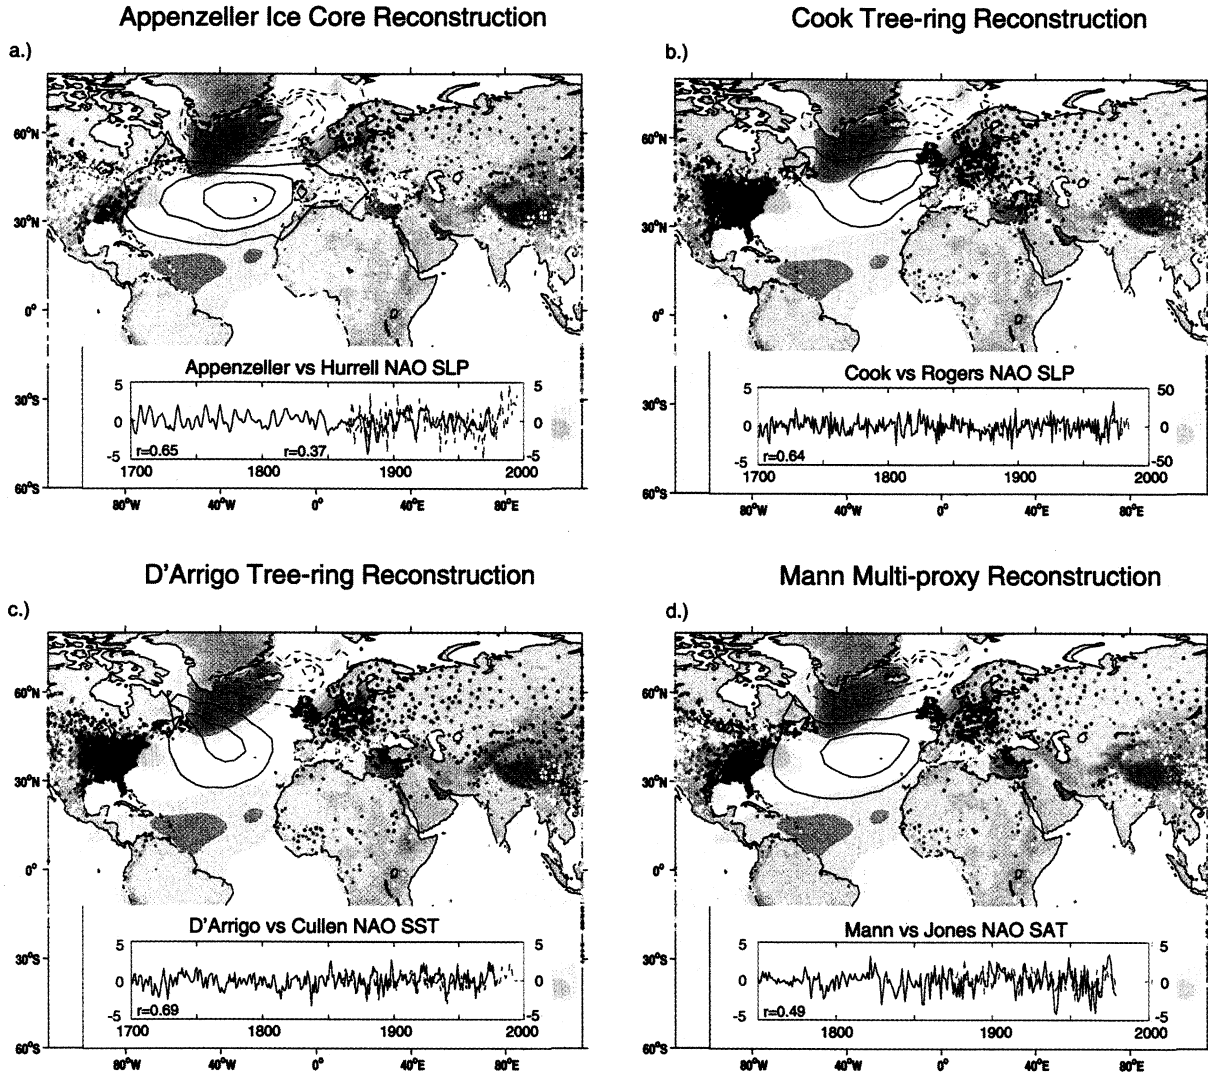 Appenzeller Ice Core Reconstruction
a.)
60°N
30°N
0°
30°S
60°S
Appenzeller vs Hurrell NAO SLP
5
0
-5
5
0
-5
r=0.65
r=0.37
1700
1800
1900
2000
80°W
40°W
0°
40°E
80°E
Cook Tree-ring Reconstruction
b.)
60°N
30°N
0°
30°S
60°S
Cook vs Rogers NAO SLP
5
0
-5
50
0
-50
r=0.64
1700
1800
1900
2000
80°W
40°W
0°
40°E
80°E
D'Arrigo Tree-ring Reconstruction
c.)
60°N
30°N
0°
30°S
60°S
D'Arrigo vs Cullen NAO SST
5
0
-5
5
0
-5
r=0.69
1700
1800
1900
2000
80°W
40°W
0°
40°E
80°E
Mann Multi-proxy Reconstruction
d.)
60°N
30°N
0°
30°S
60°S
Mann vs Jones NAO SAT
5
0
-5
5
0
-5
r=0.49
1800
1900
2000
80°W
40°W
0°
40°E
80°E